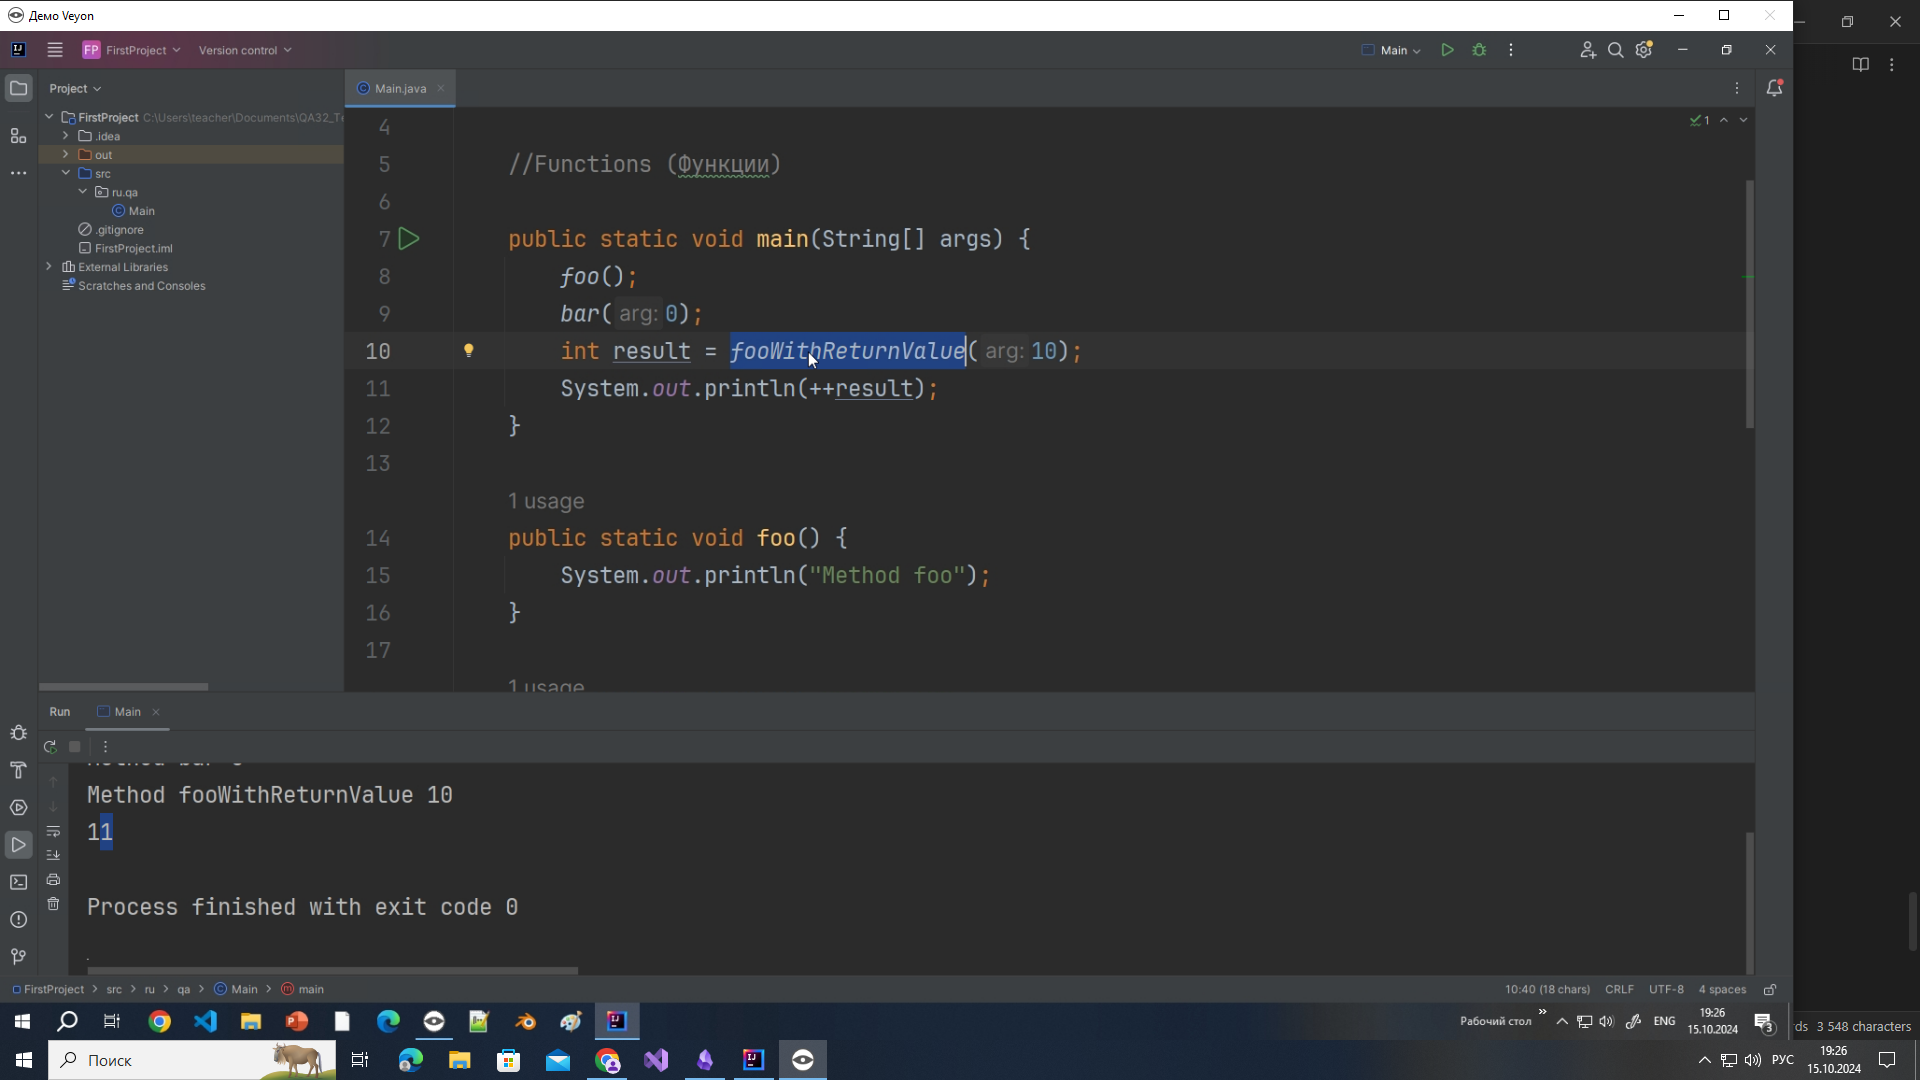 Демо Veyon
FP FirstProject Version control Main
Project Main.java
FirstProject C:\Users\teacher\Documents\QA32_Te
.idea
out
src
ru.qa
Main
.gitignore
FirstProject.iml
External Libraries
Scratches and Consoles
1
4
5 //Functions (Функции)
6
7 public static void main(String[] args) {
8 foo();
9 bar( arg: 0);
10 int result = fooWithReturnValue( arg: 10);
11 System.out.println(++result);
12 }
13
1 usage
14 public static void foo() {
15 System.out.println("Method foo");
16 }
17
1 usage
Run Main
Method fooWithReturnValue 10
11
Process finished with exit code 0
FirstProject > src > ru > qa > Main > main 10:40 (18 chars) CRLF UTF-8 4 spaces
Рабочий стол » ENG 19:26 15.10.2024 3
3 548 characters
Поиск РУС 19:26 15.10.2024